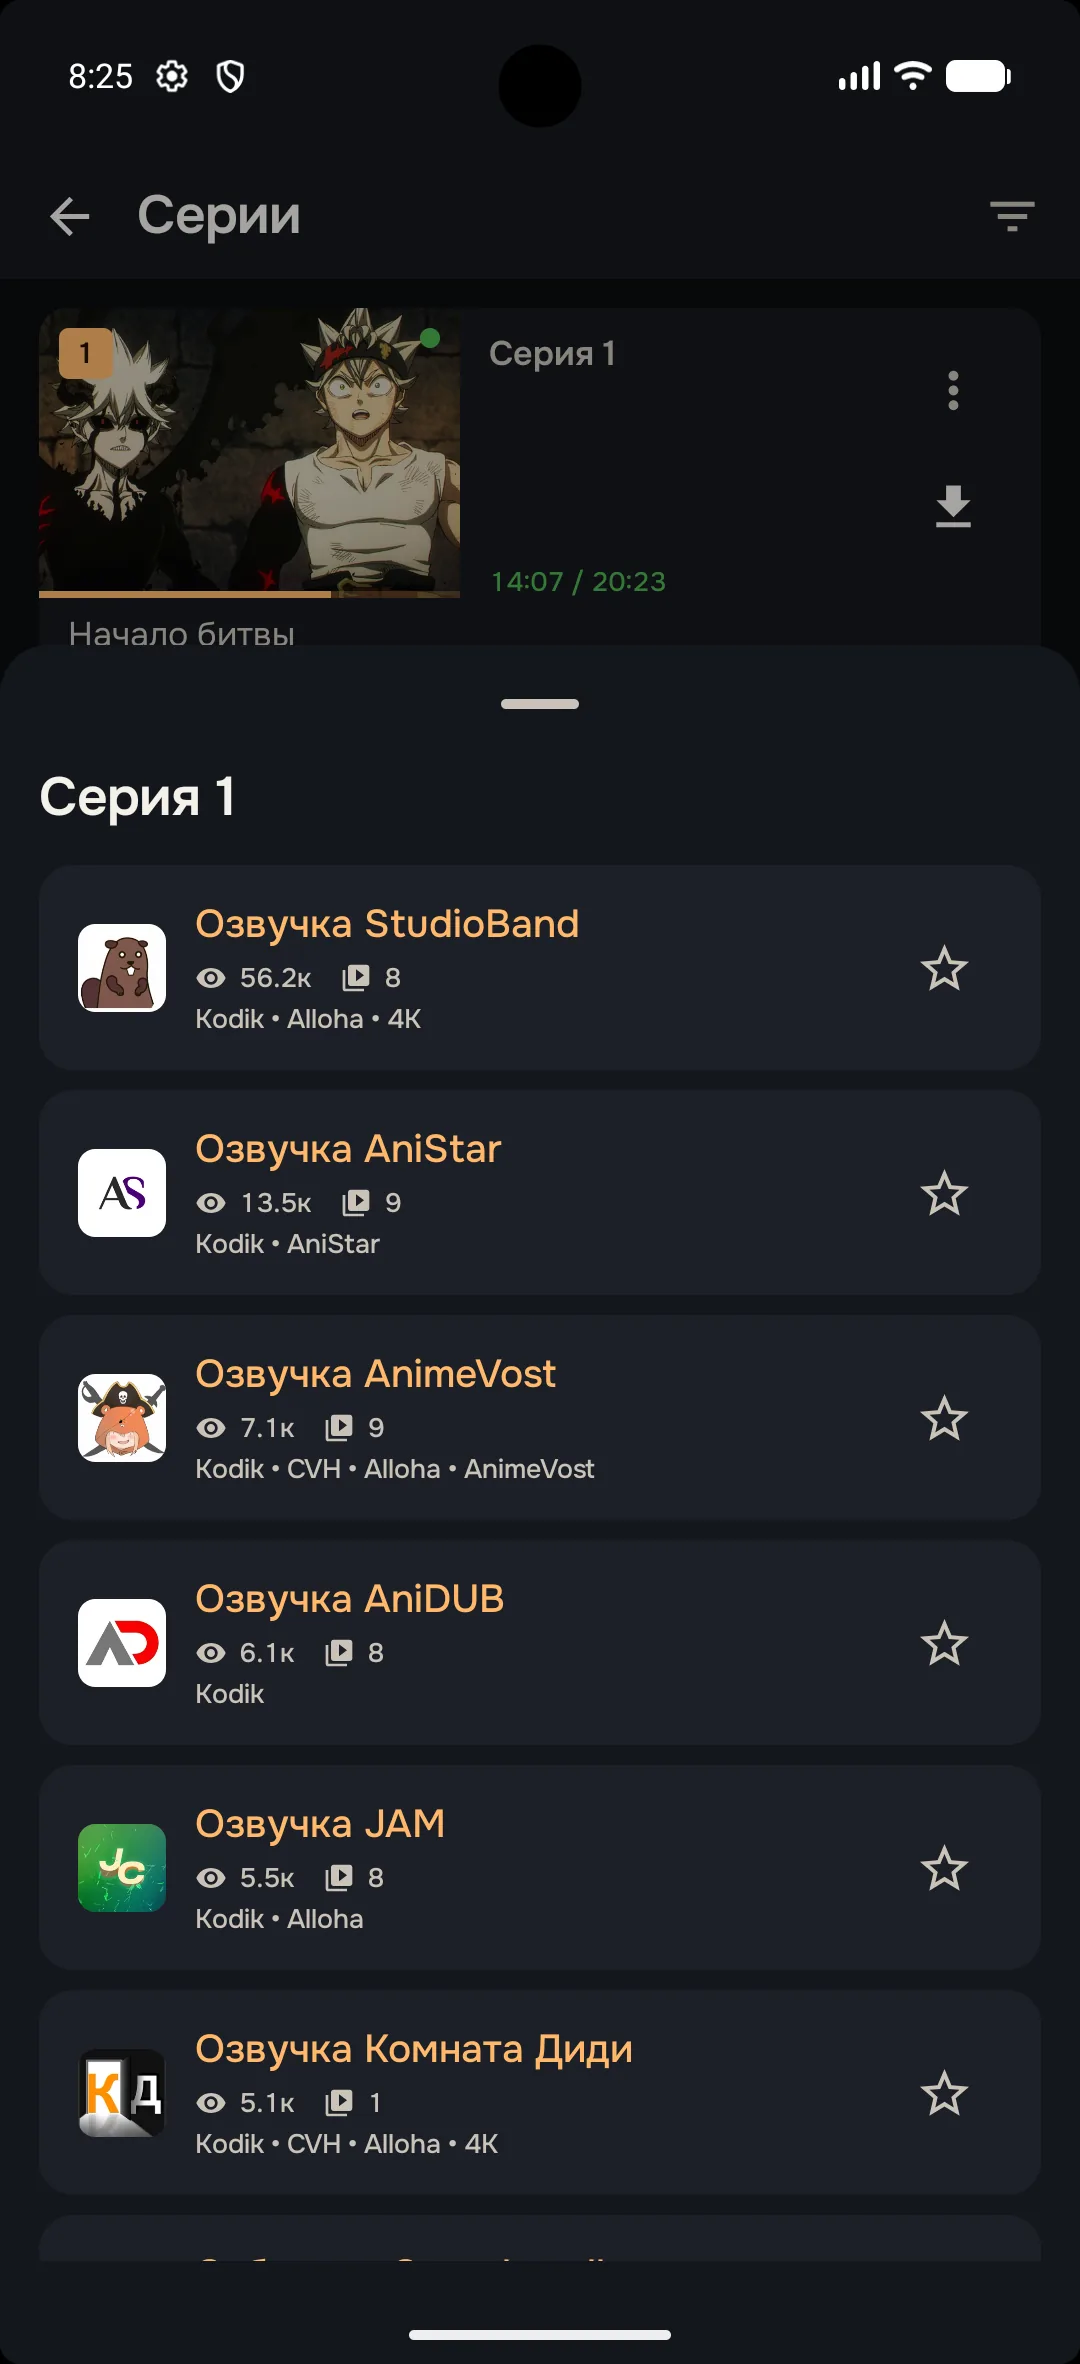 8:25
Серии
1
Серия 1
14:07 / 20:23
Начало битвы
Серия 1
Озвучка StudioBand
56.2к 8
Kodik • Alloha • 4K
Озвучка AniStar
AS
13.5к 9
Kodik • AniStar
Озвучка AnimeVost
7.1к 9
Kodik • CVH • Alloha • AnimeVost
Озвучка AniDUB
AD
6.1к 8
Kodik
Озвучка JAM
JC
5.5к 8
Kodik • Alloha
Озвучка Комната Диди
КД
5.1к 1
Kodik • CVH • Alloha • 4K